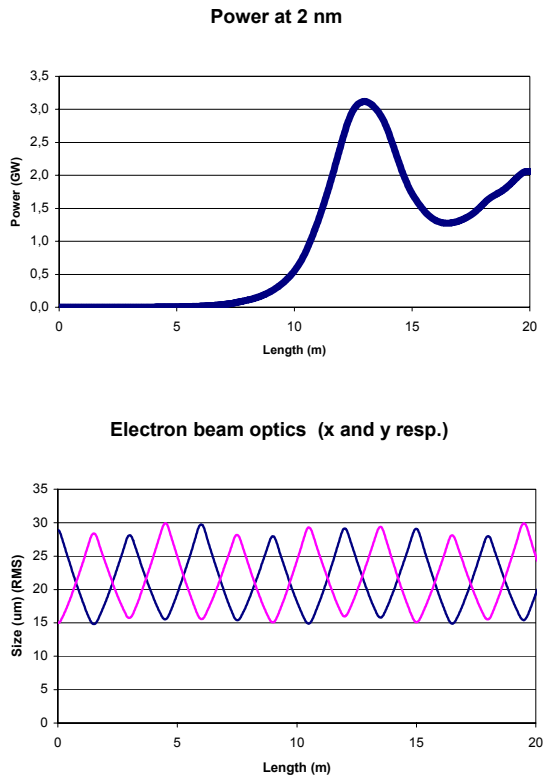 Power at 2 nm
3,5
3,0
2,5
2,0
1,5
1,0
0,5
0,0
Power (GW)
0 5 10 15 20
Length (m)
Electron beam optics (x and y resp.)
35
30
25
20
15
10
5
0
Size (um) (RMS)
0 5 10 15 20
Length (m)